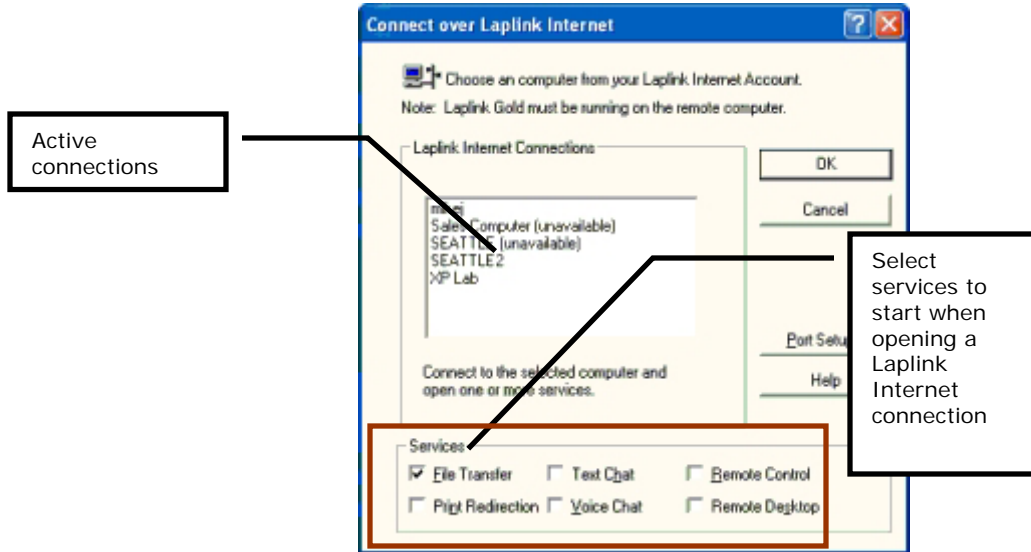 Connect over Laplink Internet
Choose an computer from your Laplink Internet Account.
Note: Laplink Gold must be running on the remote computer.
Active
connections
Laplink Internet Connections
Sales Computer (unavailable)
SEATTLE (unavailable)
SEATTLE2
XP Lab
Connect to the selected computer and
open one or more services.
OK
Cancel
Port
Help
Select
services to
start when
opening a
Laplink
Internet
connection
Services
File Transfer
Text Chat
Remote Control
Print Redirection
Voice Chat
Remote Desktop